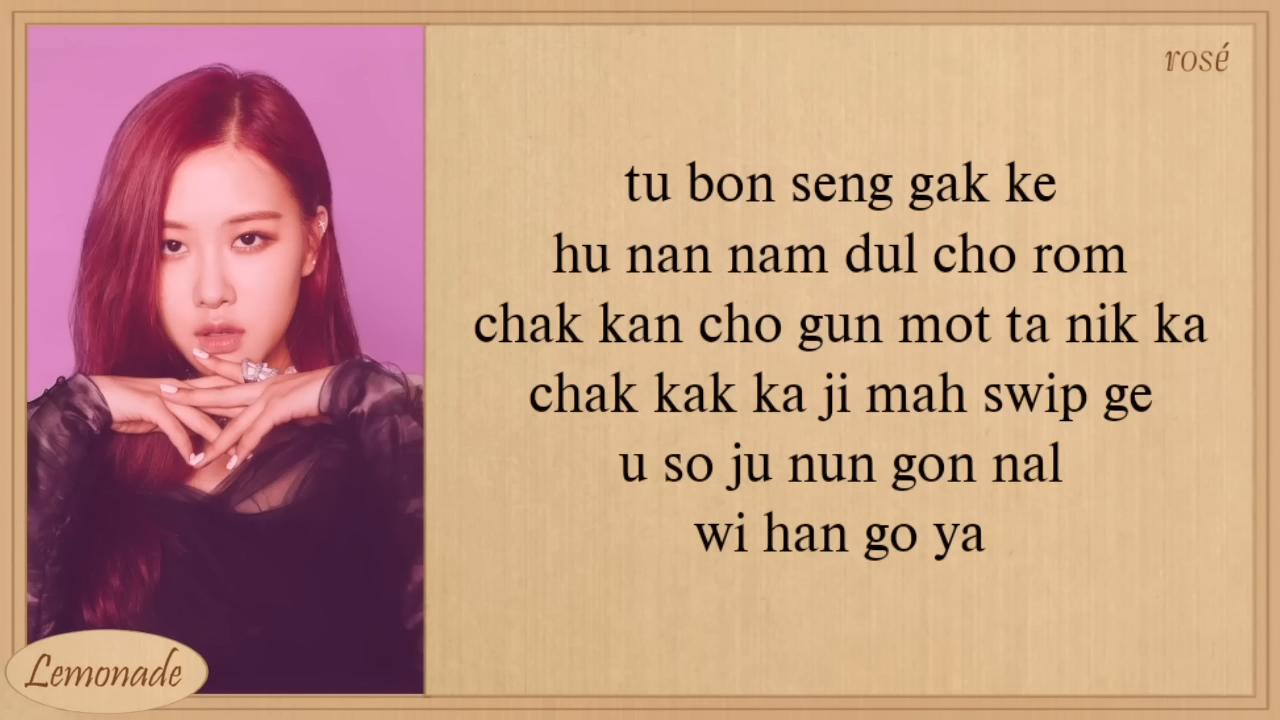 rosé
tu bon seng gak ke
hu nan nam dul cho rom
chak kan cho gun mot ta nik ka
chak kak ka ji mah swip ge
u so ju nun gon nal
wi han go ya
Lemonade